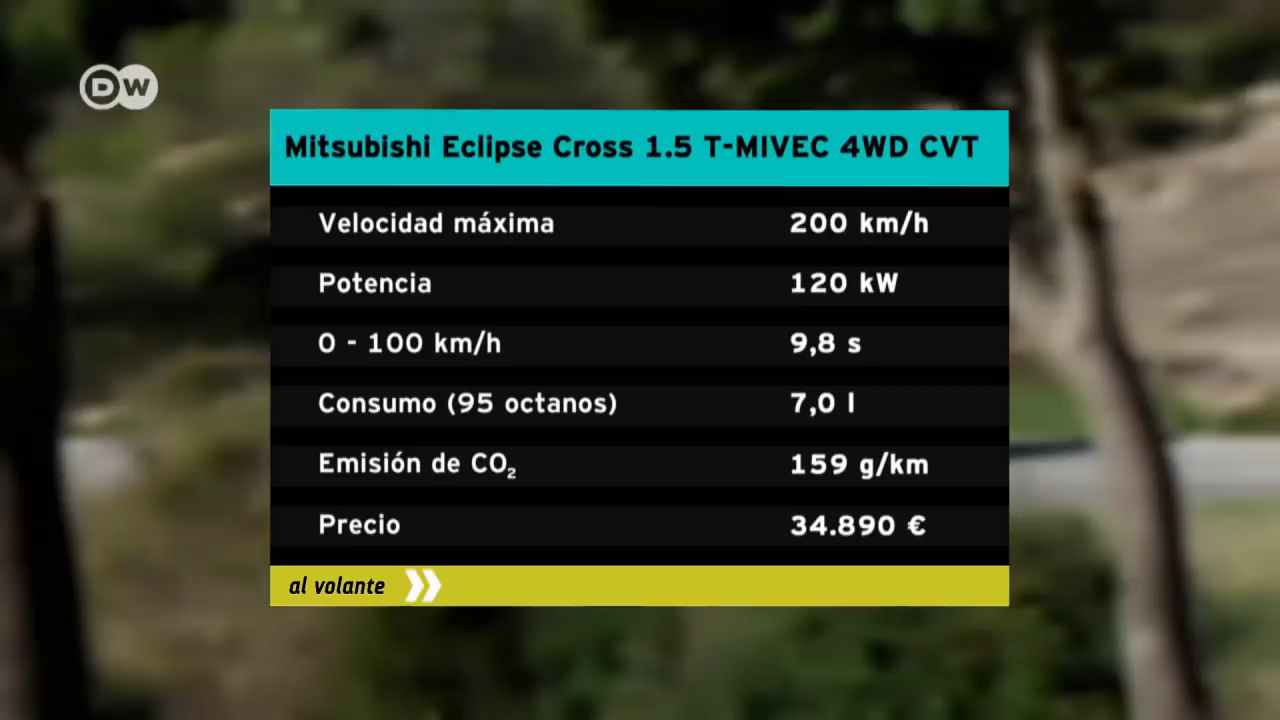 DW
Mitsubishi Eclipse Cross 1.5 T-MIVEC 4WD CVT
Velocidad máxima 200 km/h
Potencia 120 kW
0 - 100 km/h 9,8 s
Consumo (95 octanos) 7,0 l
Emisión de CO₂ 159 g/km
Precio 34.890 €
al volante